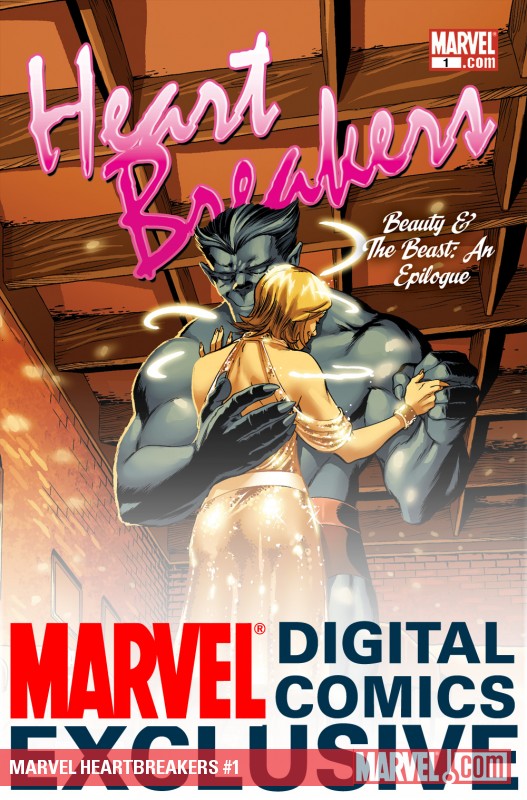 Heart
Breakers
MARVEL
1 .com
Beauty &
The Beast: An
Epilogue
MARVEL®
DIGITAL
COMICS
EXCLUSIVE
MARVEL HEARTBREAKERS #1
MARVEL.com